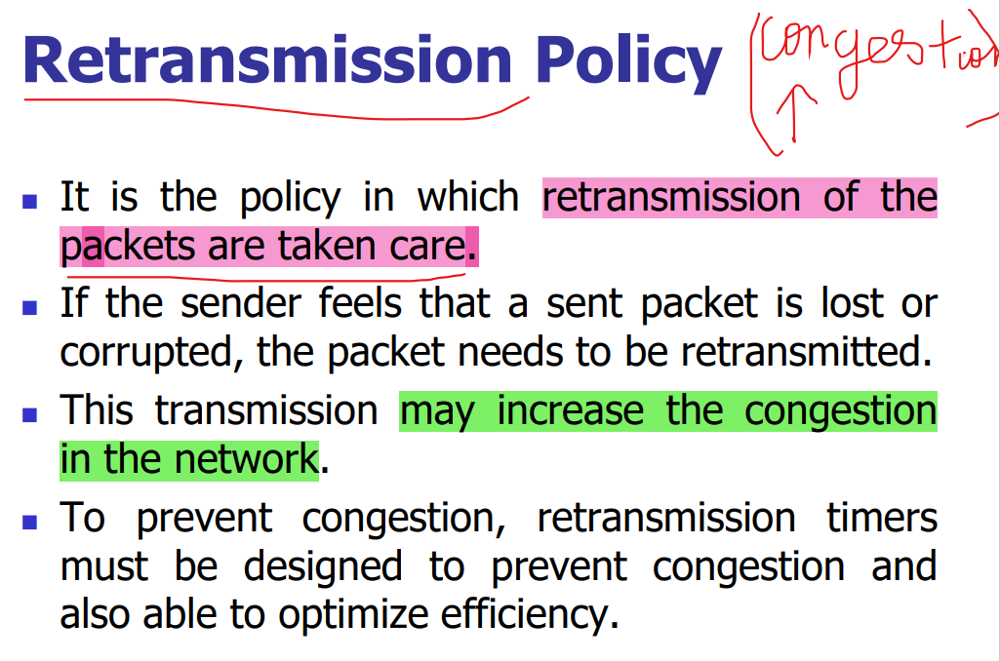 Retransmission Policy (congestion)
↑
▪ It is the policy in which retransmission of the
packets are taken care.
▪ If the sender feels that a sent packet is lost or
corrupted, the packet needs to be retransmitted.
▪ This transmission may increase the congestion
in the network.
▪ To prevent congestion, retransmission timers
must be designed to prevent congestion and
also able to optimize efficiency.